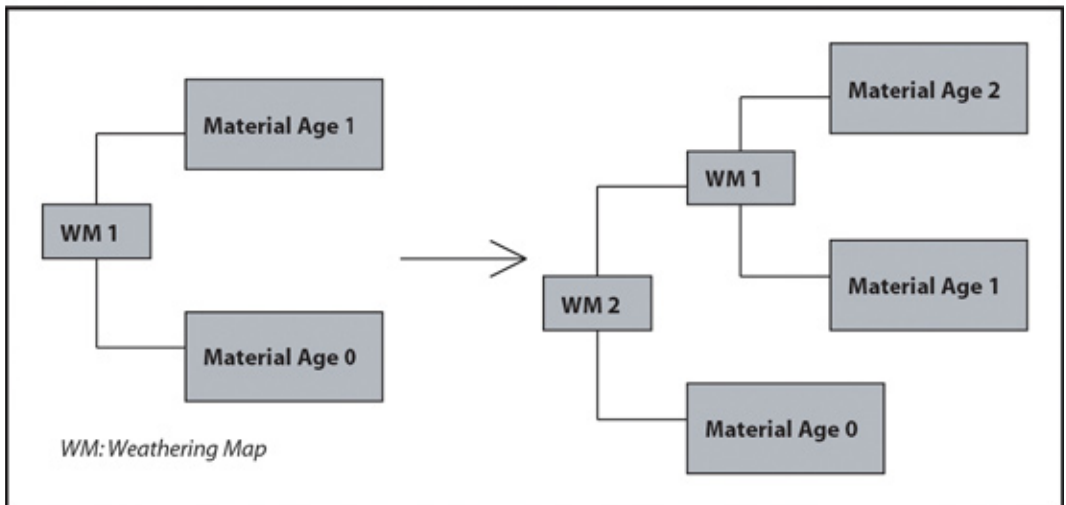 Material Age 1
WM 1
Material Age 0
WM: Weathering Map
Material Age 2
WM 1
Material Age 1
WM 2
Material Age 0